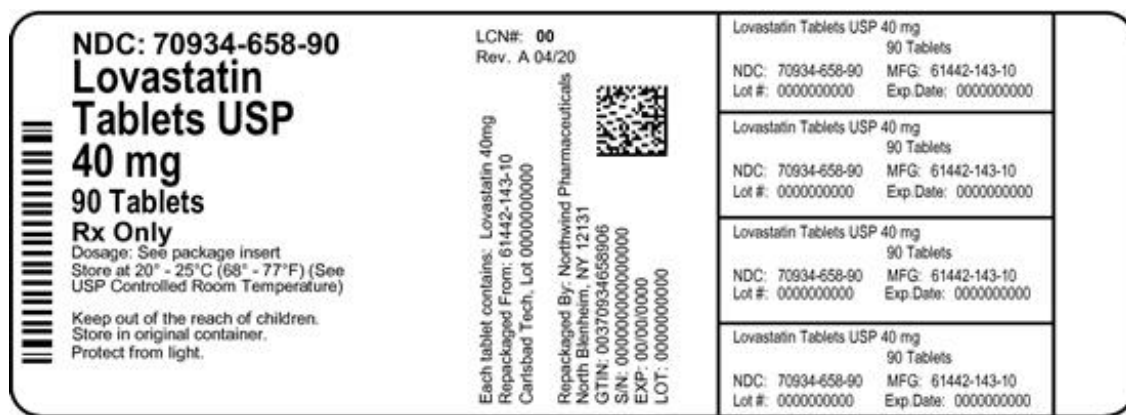 NDC: 70934-658-90
Lovastatin
Tablets USP
40 mg
90 Tablets
Rx Only
Dosage: See package insert
Store at 20° - 25°C (68° - 77°F) (See
USP Controlled Room Temperature)
Keep out of the reach of children.
Store in original container.
Protect from light.
LCN#: 00
Rev. A 04/20
Each tablet contains: Lovastatin 40mg
Repackaged From: 61442-143-10
Carlsbad Tech, Lot 0000000000
Repackaged By: Northwind Pharmaceuticals
North Blenheim, NY 12131
GTIN: 00370934658906
S/N: 0000000000000000
EXP: 00/00/0000
LOT: 0000000000
Lovastatin Tablets USP 40 mg
90 Tablets
NDC: 70934-658-90 MFG: 61442-143-10
Lot #: 0000000000 Exp.Date: 0000000000
Lovastatin Tablets USP 40 mg
90 Tablets
NDC: 70934-658-90 MFG: 61442-143-10
Lot #: 0000000000 Exp.Date: 0000000000
Lovastatin Tablets USP 40 mg
90 Tablets
NDC: 70934-658-90 MFG: 61442-143-10
Lot #: 0000000000 Exp.Date: 0000000000
Lovastatin Tablets USP 40 mg
90 Tablets
NDC: 70934-658-90 MFG: 61442-143-10
Lot #: 0000000000 Exp.Date: 0000000000